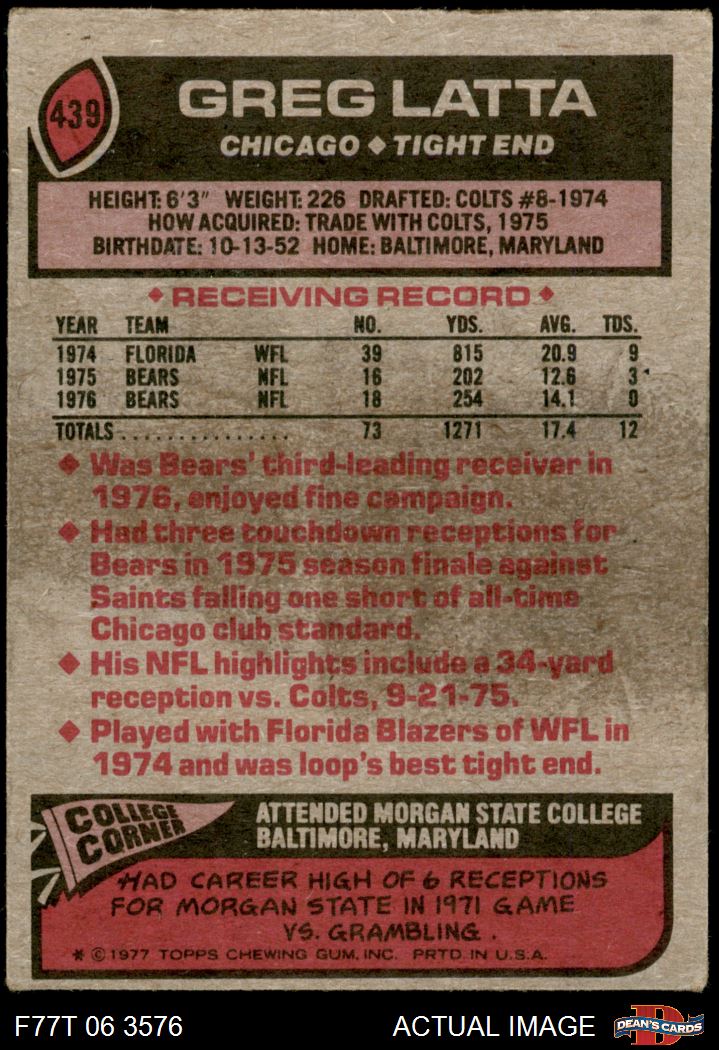 439
GREG LATTA
CHICAGO ◆ TIGHT END
HEIGHT: 6'3" WEIGHT: 226 DRAFTED: COLTS #8-1974
HOW ACQUIRED: TRADE WITH COLTS, 1975
BIRTHDATE: 10-13-52 HOME: BALTIMORE, MARYLAND
◆ RECEIVING RECORD ◆
YEAR TEAM NO. YDS. AVG. TDS.
1974 FLORIDA WFL 39 815 20.9 9
1975 BEARS NFL 16 202 12.6 3
1976 BEARS NFL 18 254 14.1 0
TOTALS................ 73 1271 17.4 12
◆ Was Bears' third-leading receiver in
1976, enjoyed fine campaign.
◆ Had three touchdown receptions for
Bears in 1975 season finale against
Saints falling one short of all-time
Chicago club standard.
◆ His NFL highlights include a 34-yard
reception vs. Colts, 9-21-75.
◆ Played with Florida Blazers of WFL in
1974 and was loop's best tight end.
COLLEGE
CORNER
ATTENDED MORGAN STATE COLLEGE
BALTIMORE, MARYLAND
HAD CAREER HIGH OF 6 RECEPTIONS
FOR MORGAN STATE IN 1971 GAME
VS. GRAMBLING.
* © 1977 TOPPS CHEWING GUM, INC. PRTD. IN U.S.A.
F77T 06 3576 ACTUAL IMAGE
D
DEAN'S CARDS